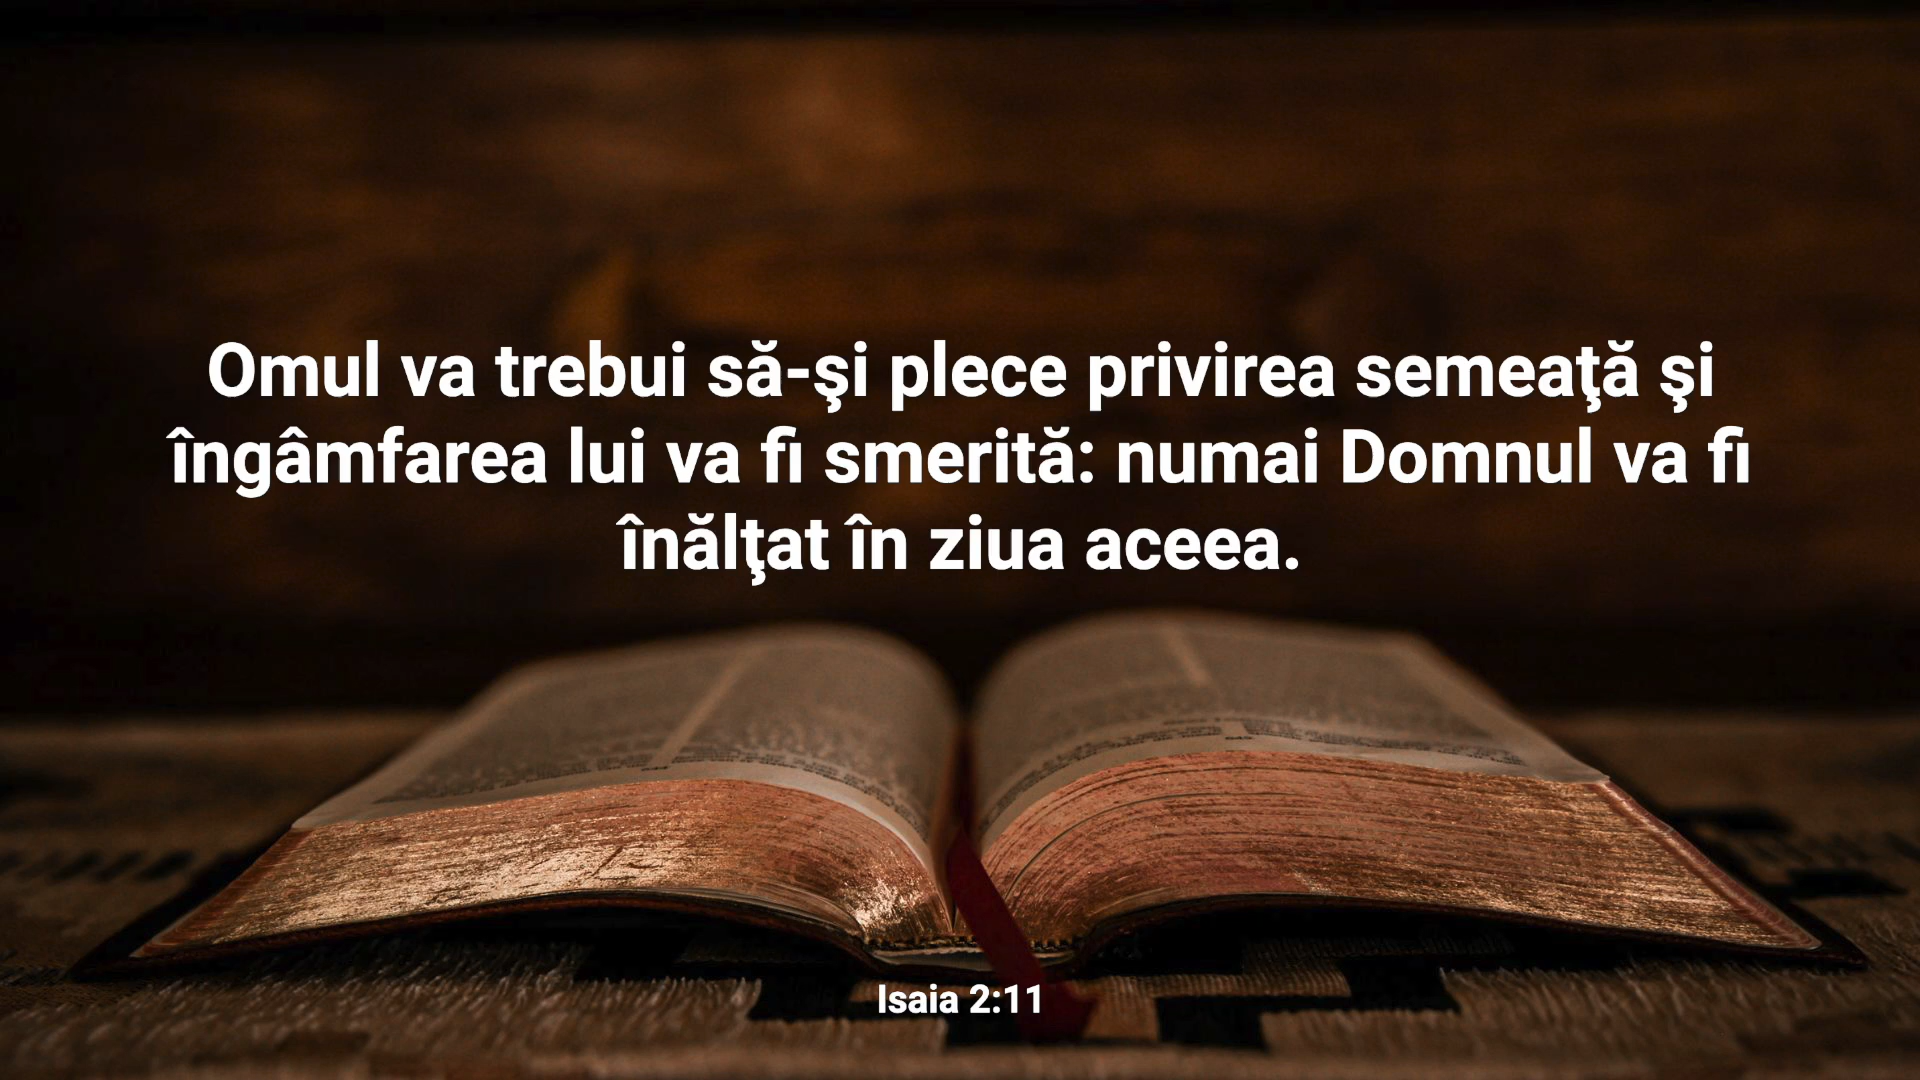 Omul va trebui să-şi plece privirea semeaţă şi
îngâmfarea lui va fi smerită: numai Domnul va fi
înălţat în ziua aceea.
Isaia 2:11